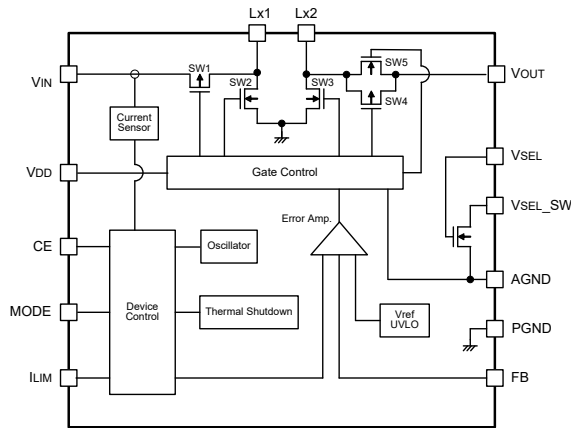 Lx1 Lx2
VIN
SW1
SW2
SW3
SW5
SW4
VOUT
Current
Sensor
VDD
Gate Control
VSEL
VSEL_SW
Error Amp.
CE
Oscillator
AGND
MODE
Device
Control
Thermal Shutdown
Vref
UVLO
PGND
ILIM
FB